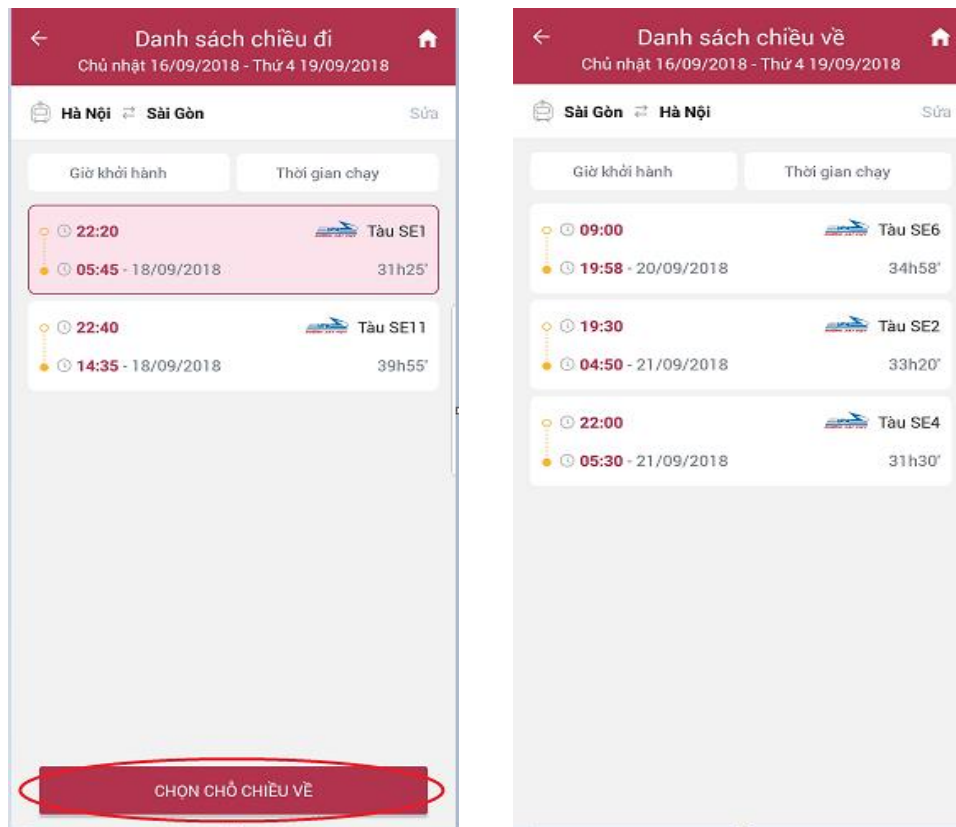 Danh sách chiều đi
Chủ nhật 16/09/2018 - Thứ 4 19/09/2018
Hà Nội Sài Gòn Sửa
Giờ khởi hành Thời gian chạy
22:20 Tàu SE1
05:45 - 18/09/2018 31h25'
22:40 Tàu SE11
14:35 - 18/09/2018 39h55'
CHỌN CHỖ CHIỀU VỀ
Danh sách chiều về
Chủ nhật 16/09/2018 - Thứ 4 19/09/2018
Sài Gòn Hà Nội Sửa
Giờ khởi hành Thời gian chạy
09:00 Tàu SE6
19:58 - 20/09/2018 34h58'
19:30 Tàu SE2
04:50 - 21/09/2018 33h20'
22:00 Tàu SE4
05:30 - 21/09/2018 31h30'